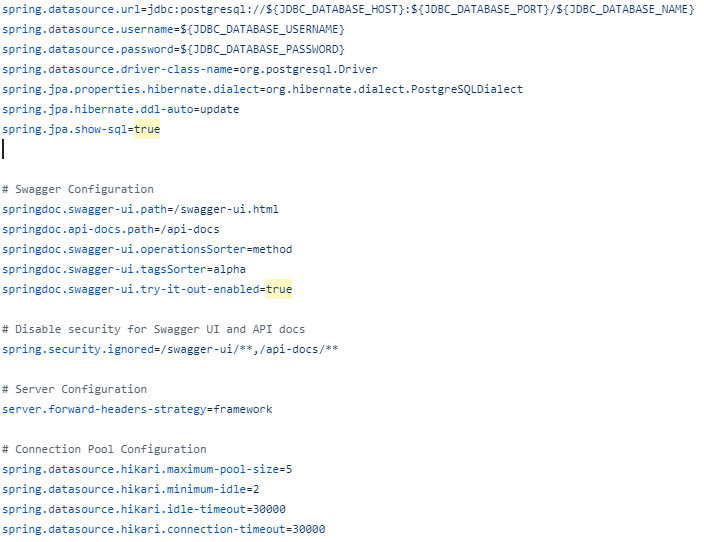 spring.datasource.url=jdbc:postgresql://${JDBC_DATABASE_HOST}:${JDBC_DATABASE_PORT}/${JDBC_DATABASE_NAME}
spring.datasource.username=${JDBC_DATABASE_USERNAME}
spring.datasource.password=${JDBC_DATABASE_PASSWORD}
spring.datasource.driver-class-name=org.postgresql.Driver
spring.jpa.properties.hibernate.dialect=org.hibernate.dialect.PostgreSQLDialect
spring.jpa.hibernate.ddl-auto=update
spring.jpa.show-sql=true
# Swagger Configuration
springdoc.swagger-ui.path=/swagger-ui.html
springdoc.api-docs.path=/api-docs
springdoc.swagger-ui.operationsSorter=method
springdoc.swagger-ui.tagsSorter=alpha
springdoc.swagger-ui.try-it-out-enabled=true
# Disable security for Swagger UI and API docs
spring.security.ignored=/swagger-ui/**,/api-docs/**
# Server Configuration
server.forward-headers-strategy=framework
# Connection Pool Configuration
spring.datasource.hikari.maximum-pool-size=5
spring.datasource.hikari.minimum-idle=2
spring.datasource.hikari.idle-timeout=30000
spring.datasource.hikari.connection-timeout=30000